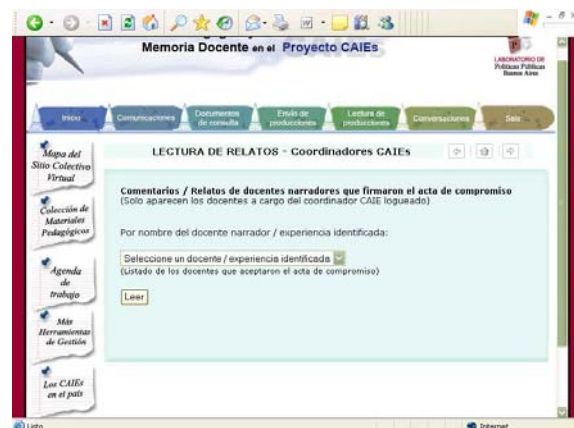 Memoria Docente en el Proyecto CAIEs
LABORATORIO DE
Políticas Públicas
Buenos Aires
Inicio
Comunicaciones
Documentos
de consulta
Envío de
producciones
Lectura de
producciones
Conversaciones
Salir
Mapa del
Sitio Colectivo
Virtual
Colección de
Materiales
Pedagógicos
Agenda
de
trabajo
Más
Herramientas
de Gestión
Los CAIEs
en el país
LECTURA DE RELATOS - Coordinadores CAIEs
Comentarios / Relatos de docentes narradores que firmaron el acta de compromiso
(Solo aparecen los docentes a cargo del coordinador CAIE logueado)
Por nombre del docente narrador / experiencia identificada:
Seleccione un docente / experiencia identificada
(Listado de los docentes que aceptaron el acta de compromiso)
Leer
Listo
Internet